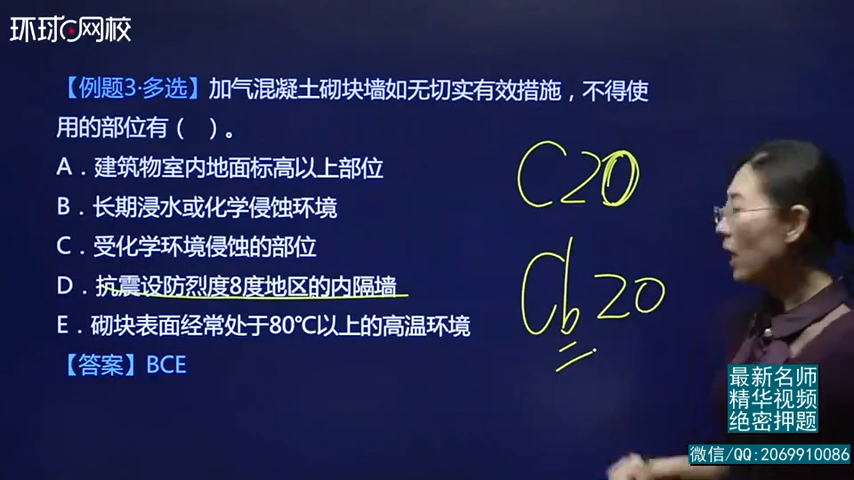 环球网校
【例题3·多选】加气混凝土砌块墙如无切实有效措施，不得使
用的部位有（ ）。
A．建筑物室内地面标高以上部位
B．长期浸水或化学侵蚀环境
C．受化学环境侵蚀的部位
D．抗震设防烈度8度地区的内隔墙
E．砌块表面经常处于80℃以上的高温环境
【答案】BCE
C20
Cb20
最新名师
精华视频
绝密押题
微信/QQ:2069910086